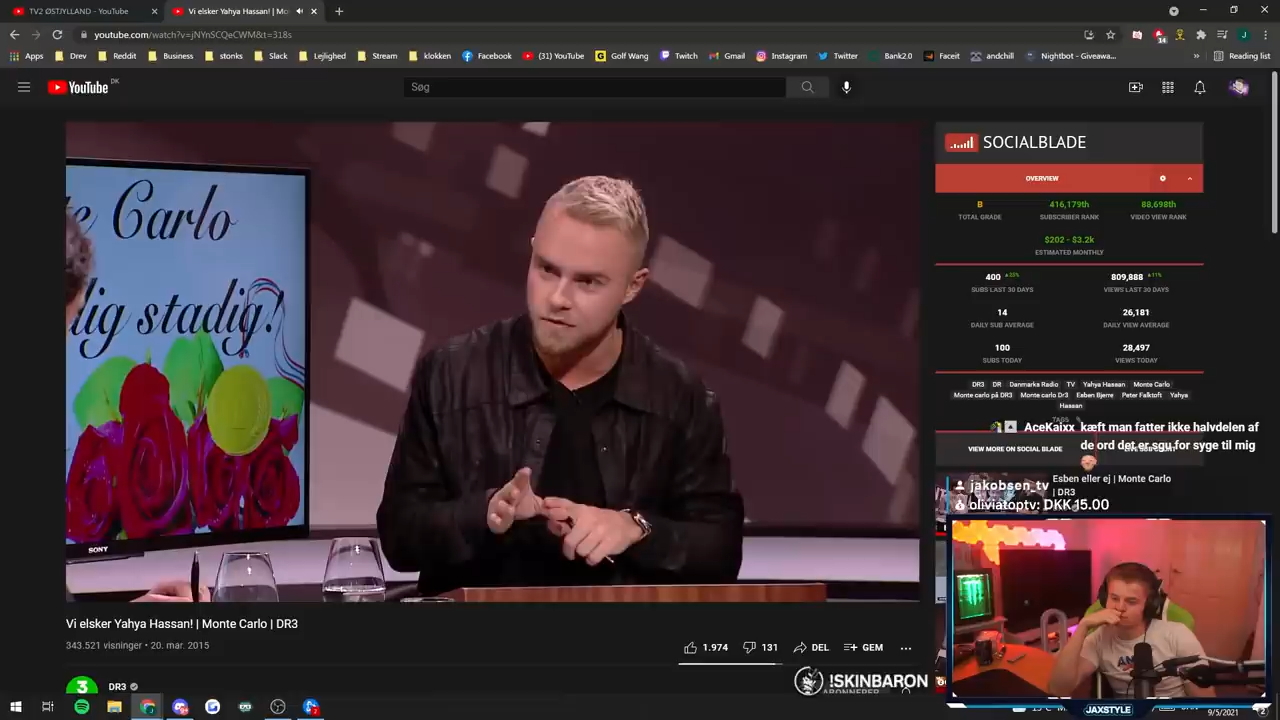 TV2 ØSTJYLLAND - YouTube
Vi elsker Yahya Hassan! | Mo
youtube.com/watch?v=jNYnSCQeCWM&t=318s
Apps Drev Reddit Business stonks Slack Lejlighed Stream klokken Facebook (31) YouTube Golf Wang Twitch Gmail Instagram Twitter Bank2.0 Faceit andchill Nightbot - Giveawa... » Reading list
YouTube DK
Søg
e Carlo
lig stadig!
SONY
SOCIALBLADE
OVERVIEW
B 416,179th 88,698th
TOTAL GRADE SUBSCRIBER RANK VIDEO VIEW RANK
$202 - $3.2k
ESTIMATED MONTHLY
400 ▲25% 809,888 ▲11%
SUBS LAST 30 DAYS VIEWS LAST 30 DAYS
14 26,181
DAILY SUB AVERAGE DAILY VIEW AVERAGE
100 28,497
SUBS TODAY VIEWS TODAY
DR3 DR Danmarks Radio TV Yahya Hassan Monte Carlo
Monte carlo på DR3 Monte carlo Dr3 Esben Bjerre Peter Falktoft Yahya
Hassan
TAGS
AceKaixx kæft man fatter ikke halvdelen af
de ord det er sgu for syge til mig
VIEW MORE ON SOCIAL BLADE
Esben eller ej | Monte Carlo
| DR3
jakobsen_tv
oliviatoptv: DKK15.00
Vi elsker Yahya Hassan! | Monte Carlo | DR3
343.521 visninger • 20. mar. 2015
1.974 131 DEL GEM ...
3 DR3
!SKINBARON
ABONNERER
JAXSTYLE
9/5/2021